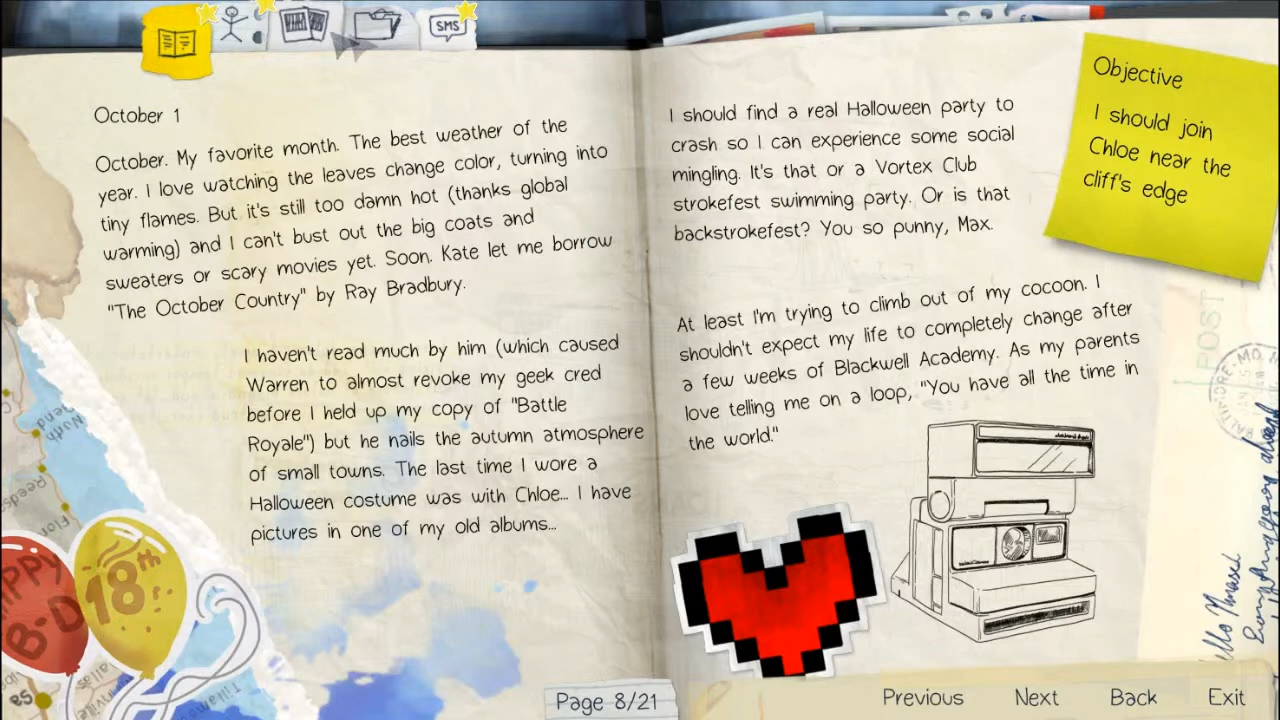 SMS
October 1
October. My favorite month. The best weather of the
year. I love watching the leaves change color, turning into
tiny flames. But it's still too damn hot (thanks global
warming) and I can't bust out the big coats and
sweaters or scary movies yet. Soon. Kate let me borrow
"The October Country" by Ray Bradbury.
I haven't read much by him (which caused
Warren to almost revoke my geek cred
before I held up my copy of "Battle
Royale") but he nails the autumn atmosphere
of small towns. The last time I wore a
Halloween costume was with Chloe... I have
pictures in one of my old albums...
I should find a real Halloween party to
crash so I can experience some social
mingling. It's that or a Vortex Club
strokefest swimming party. Or is that
backstrokefest? You so punny, Max.
At least I'm trying to climb out of my cocoon. I
shouldn't expect my life to completely change after
a few weeks of Blackwell Academy. As my parents
love telling me on a loop, "You have all the time in
the world."
Objective
I should join
Chloe near the
cliff's edge
POST
North
Bend
18th
B-D
Page 8/21
Previous
Next
Back
Exit